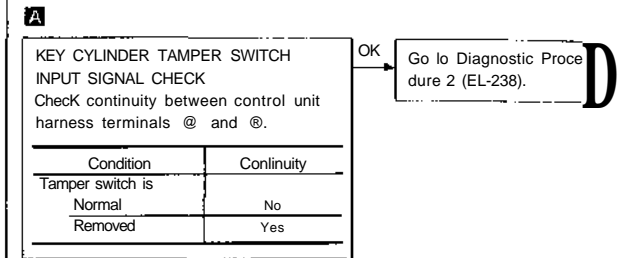 A
KEY CYLINDER TAMPER SWITCH
INPUT SIGNAL CHECK
ChecK continuity between control unit
harness terminals @ and ®.
Condition Conlinuity
Tamper switch is
Normal No
Removed Yes
OK
Go lo Diagnostic Proce
dure 2 (EL-238).
D